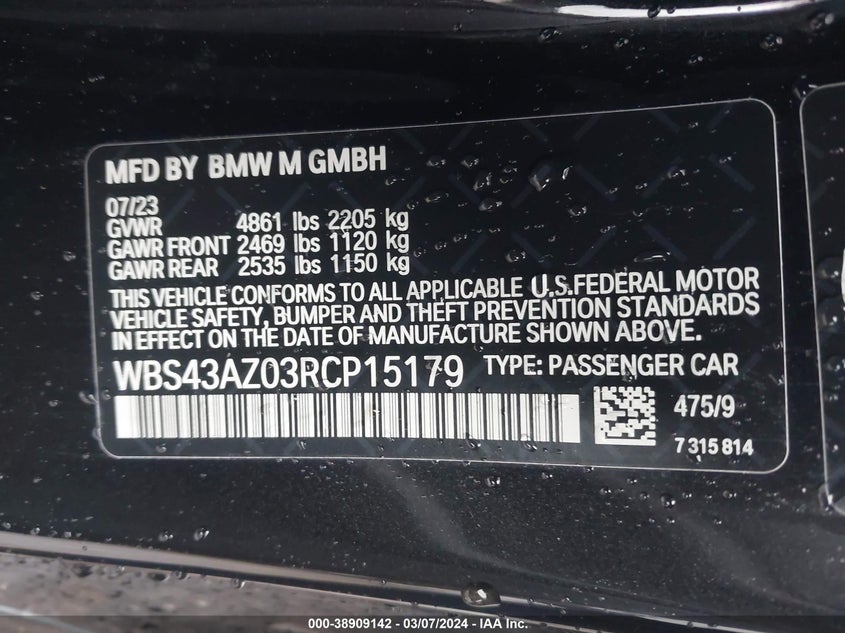 MFD BY BMW M GMBH
07/23
GVWR 4861 lbs 2205 kg
GAWR FRONT 2469 lbs 1120 kg
GAWR REAR 2535 lbs 1150 kg
THIS VEHICLE CONFORMS TO ALL APPLICABLE U.S.FEDERAL MOTOR
VEHICLE SAFETY, BUMPER AND THEFT PREVENTION STANDARDS
IN EFFECT ON THE DATE OF MANUFACTURE SHOWN ABOVE.
WBS43AZ03RCP15179 TYPE: PASSENGER CAR
475/9
7 315 814
000-38909142 - 03/07/2024 - IAA Inc.